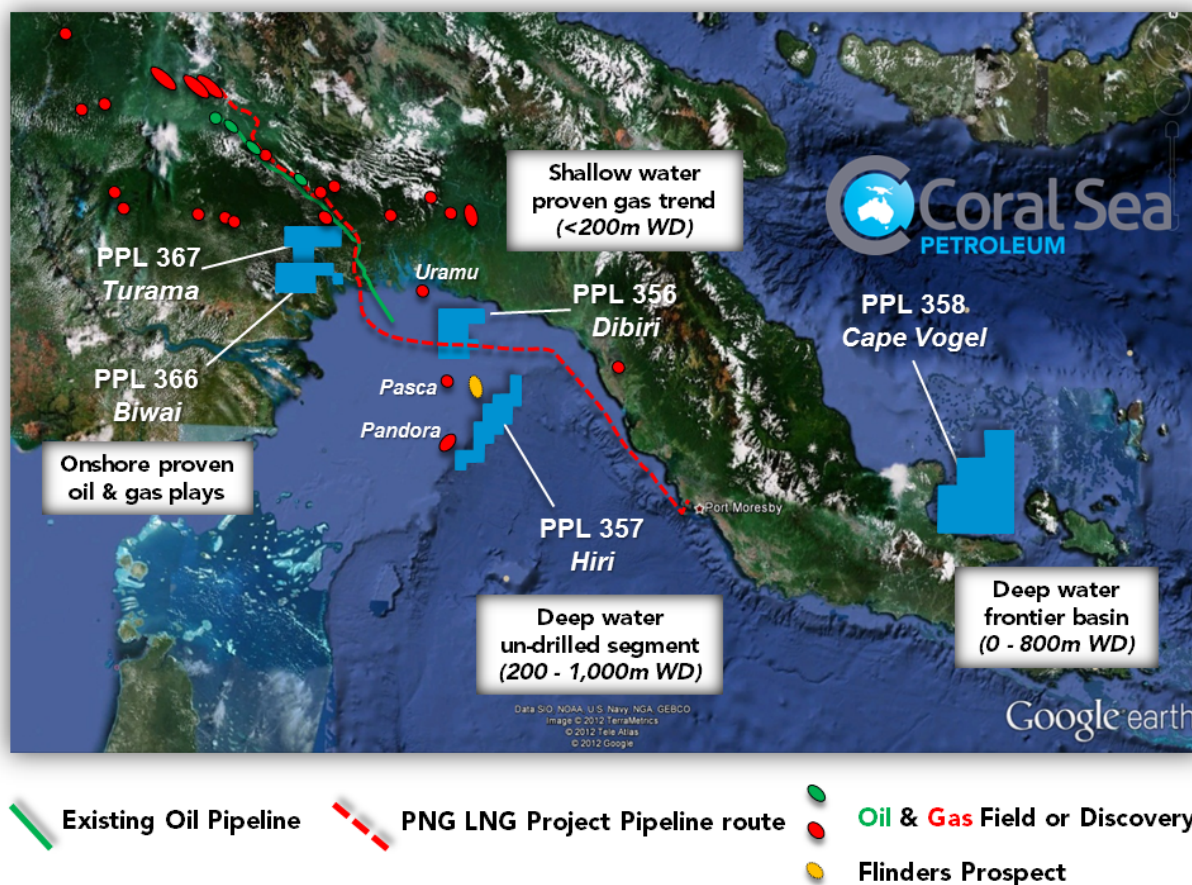 Shallow water
proven gas trend
(<200m WD)
Coral Sea
PETROLEUM
PPL 367
Turama
Uramu
PPL 356
Dibiri
PPL 358
Cape Vogel
PPL 366
Biwai
Pasca
Pandora
Onshore proven
oil & gas plays
Port Moresby
PPL 357
Hiri
Deep water
un-drilled segment
(200 - 1,000m WD)
Deep water
frontier basin
(0 - 800m WD)
Data SIO, NOAA, U.S. Navy, NGA, GEBCO
Image © 2012 TerraMetrics
© 2012 Tele Atlas
© 2012 Google
Google earth
Existing Oil Pipeline
PNG LNG Project Pipeline route
Oil & Gas Field or Discovery
Flinders Prospect